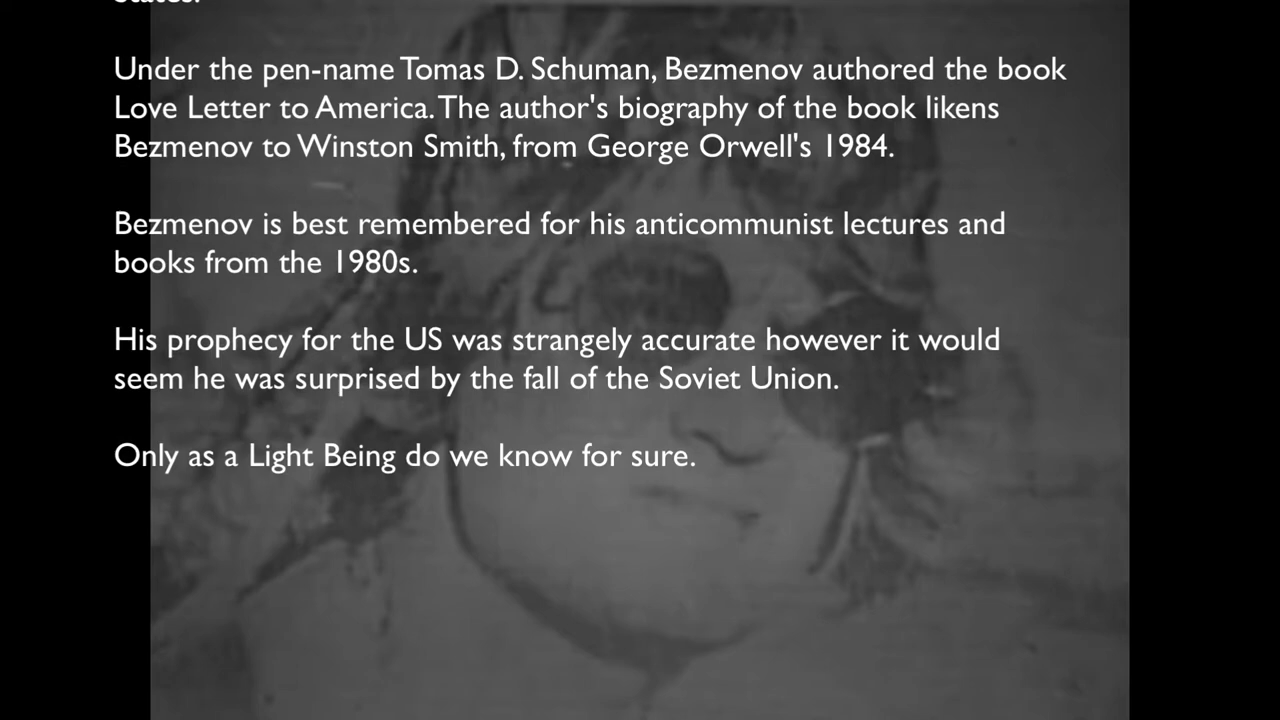 states.
Under the pen-name Tomas D. Schuman, Bezmenov authored the book
Love Letter to America. The author's biography of the book likens
Bezmenov to Winston Smith, from George Orwell's 1984.
Bezmenov is best remembered for his anticommunist lectures and
books from the 1980s.
His prophecy for the US was strangely accurate however it would
seem he was surprised by the fall of the Soviet Union.
Only as a Light Being do we know for sure.